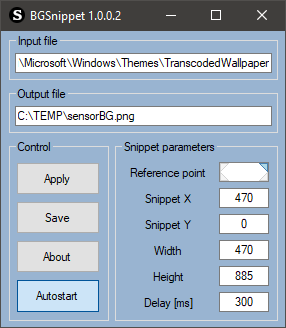 S BGSnippet 1.0.0.2
Input file
\Microsoft\Windows\Themes\TranscodedWallpaper
Output file
C:\TEMP\sensorBG.png
Control
Snippet parameters
Apply
Save
About
Autostart
Reference point
Snippet X 470
Snippet Y 0
Width 470
Height 885
Delay [ms] 300